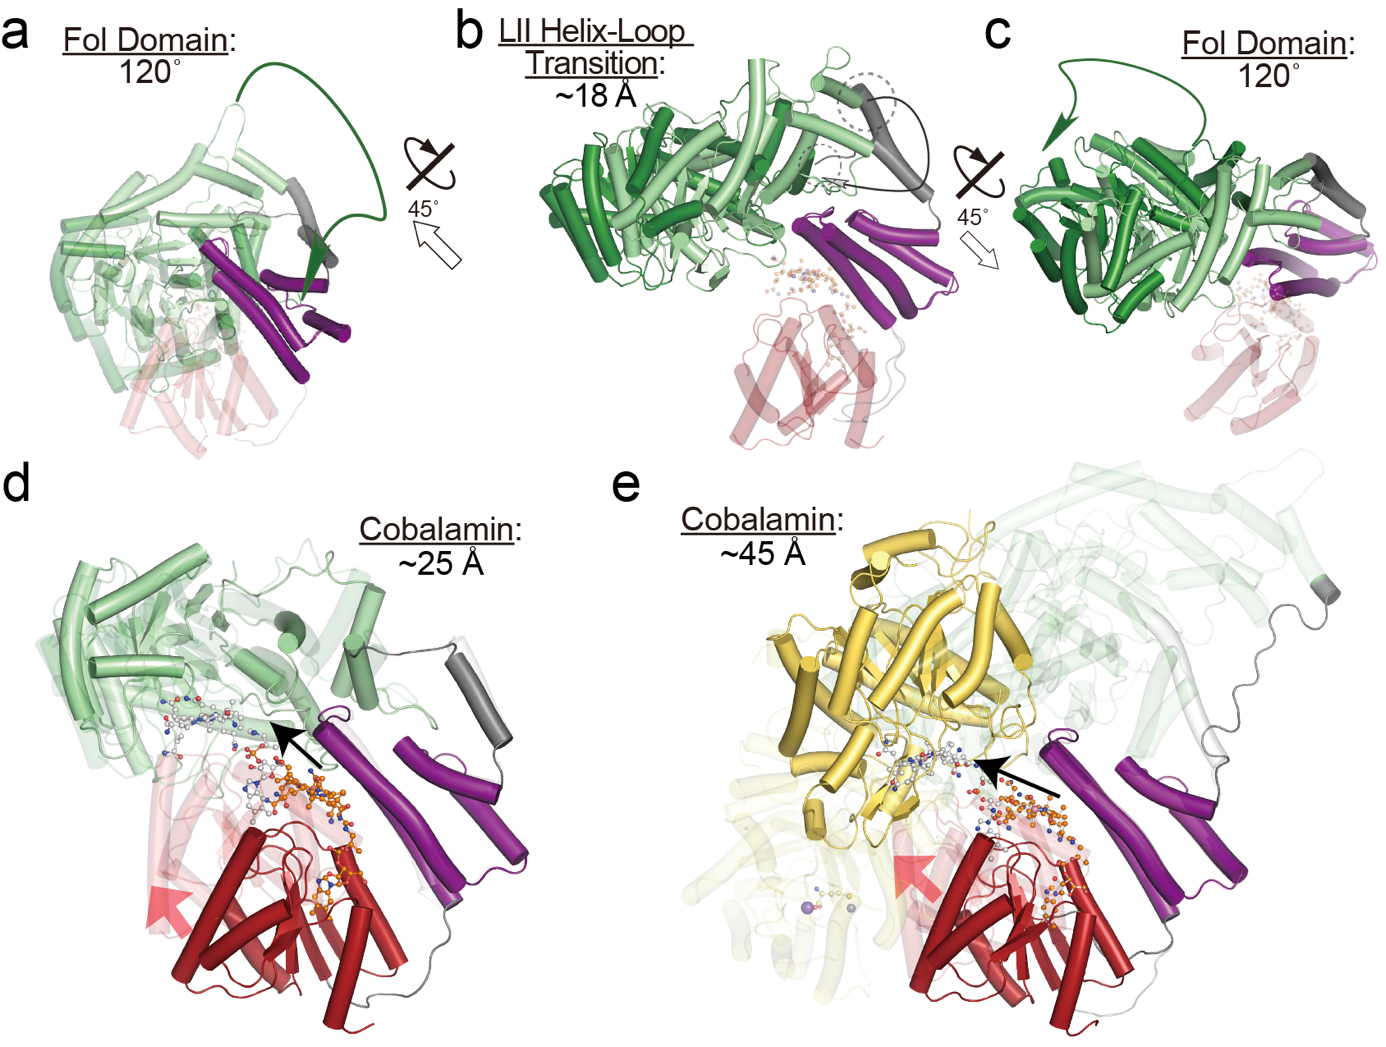 a
Fol Domain:
120°
45°
b
LII Helix-Loop
Transition:
~18 Å
45°
c
Fol Domain:
120°
d
Cobalamin:
~25 Å
e
Cobalamin:
~45 Å